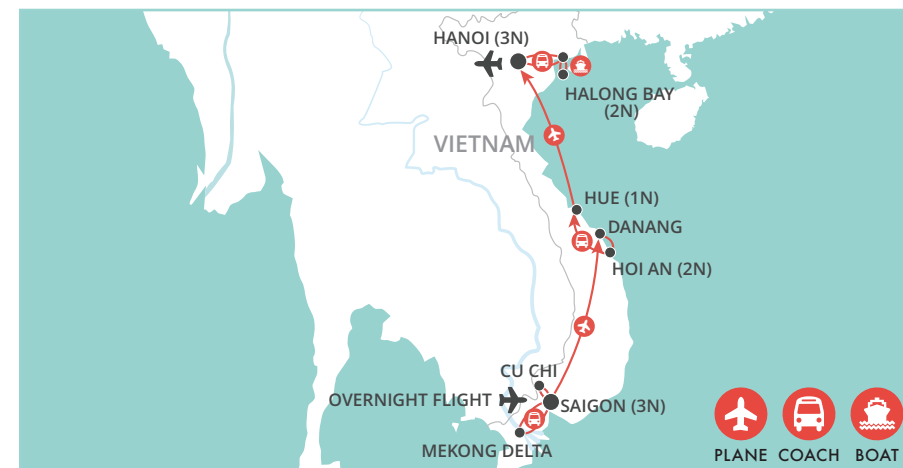 HANOI (3N)
HALONG BAY
(2N)
VIETNAM
HUE (1N)
DANANG
HOI AN (2N)
CU CHI
OVERNIGHT FLIGHT
SAIGON (3N)
MEKONG DELTA
PLANE COACH BOAT